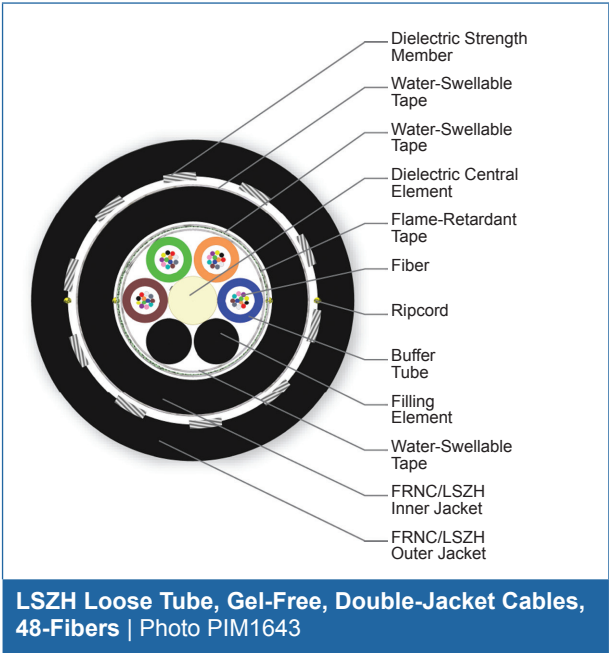 Dielectric Strength
Member
Water-Swellable
Tape
Water-Swellable
Tape
Dielectric Central
Element
Flame-Retardant
Tape
Fiber
Ripcord
Buffer
Tube
Filling
Element
Water-Swellable
Tape
FRNC/LSZH
Inner Jacket
FRNC/LSZH
Outer Jacket
LSZH Loose Tube, Gel-Free, Double-Jacket Cables,
48-Fibers | Photo PIM1643